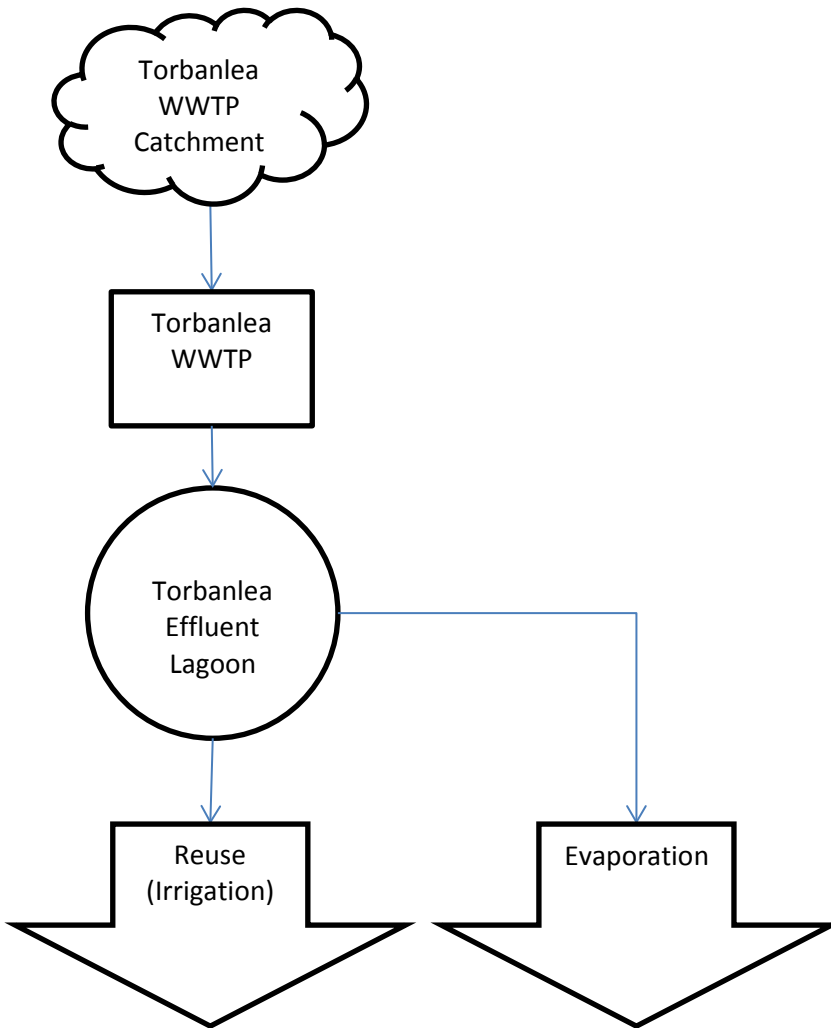 Torbanlea
WWTP
Catchment
Torbanlea
WWTP
Torbanlea
Effluent
Lagoon
Reuse
(Irrigation)
Evaporation